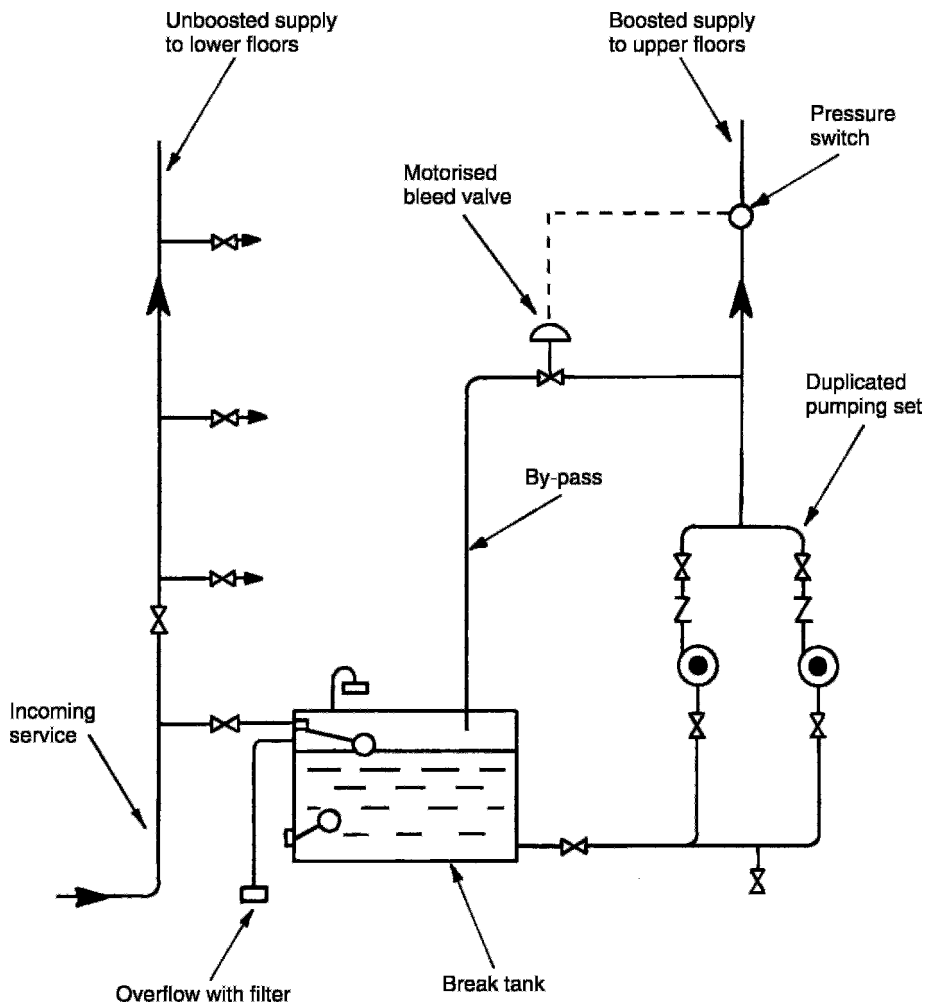 Unboosted supply
to lower floors
Boosted supply
to upper floors
Pressure
switch
Motorised
bleed valve
Duplicated
pumping set
By-pass
Incoming
service
Overflow with filter
Break tank